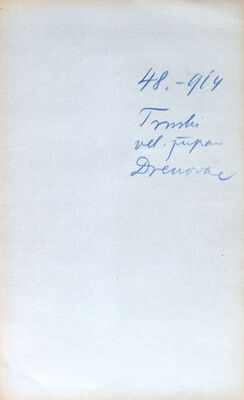 48.-914
Trnski
vel. župan
Drenovac